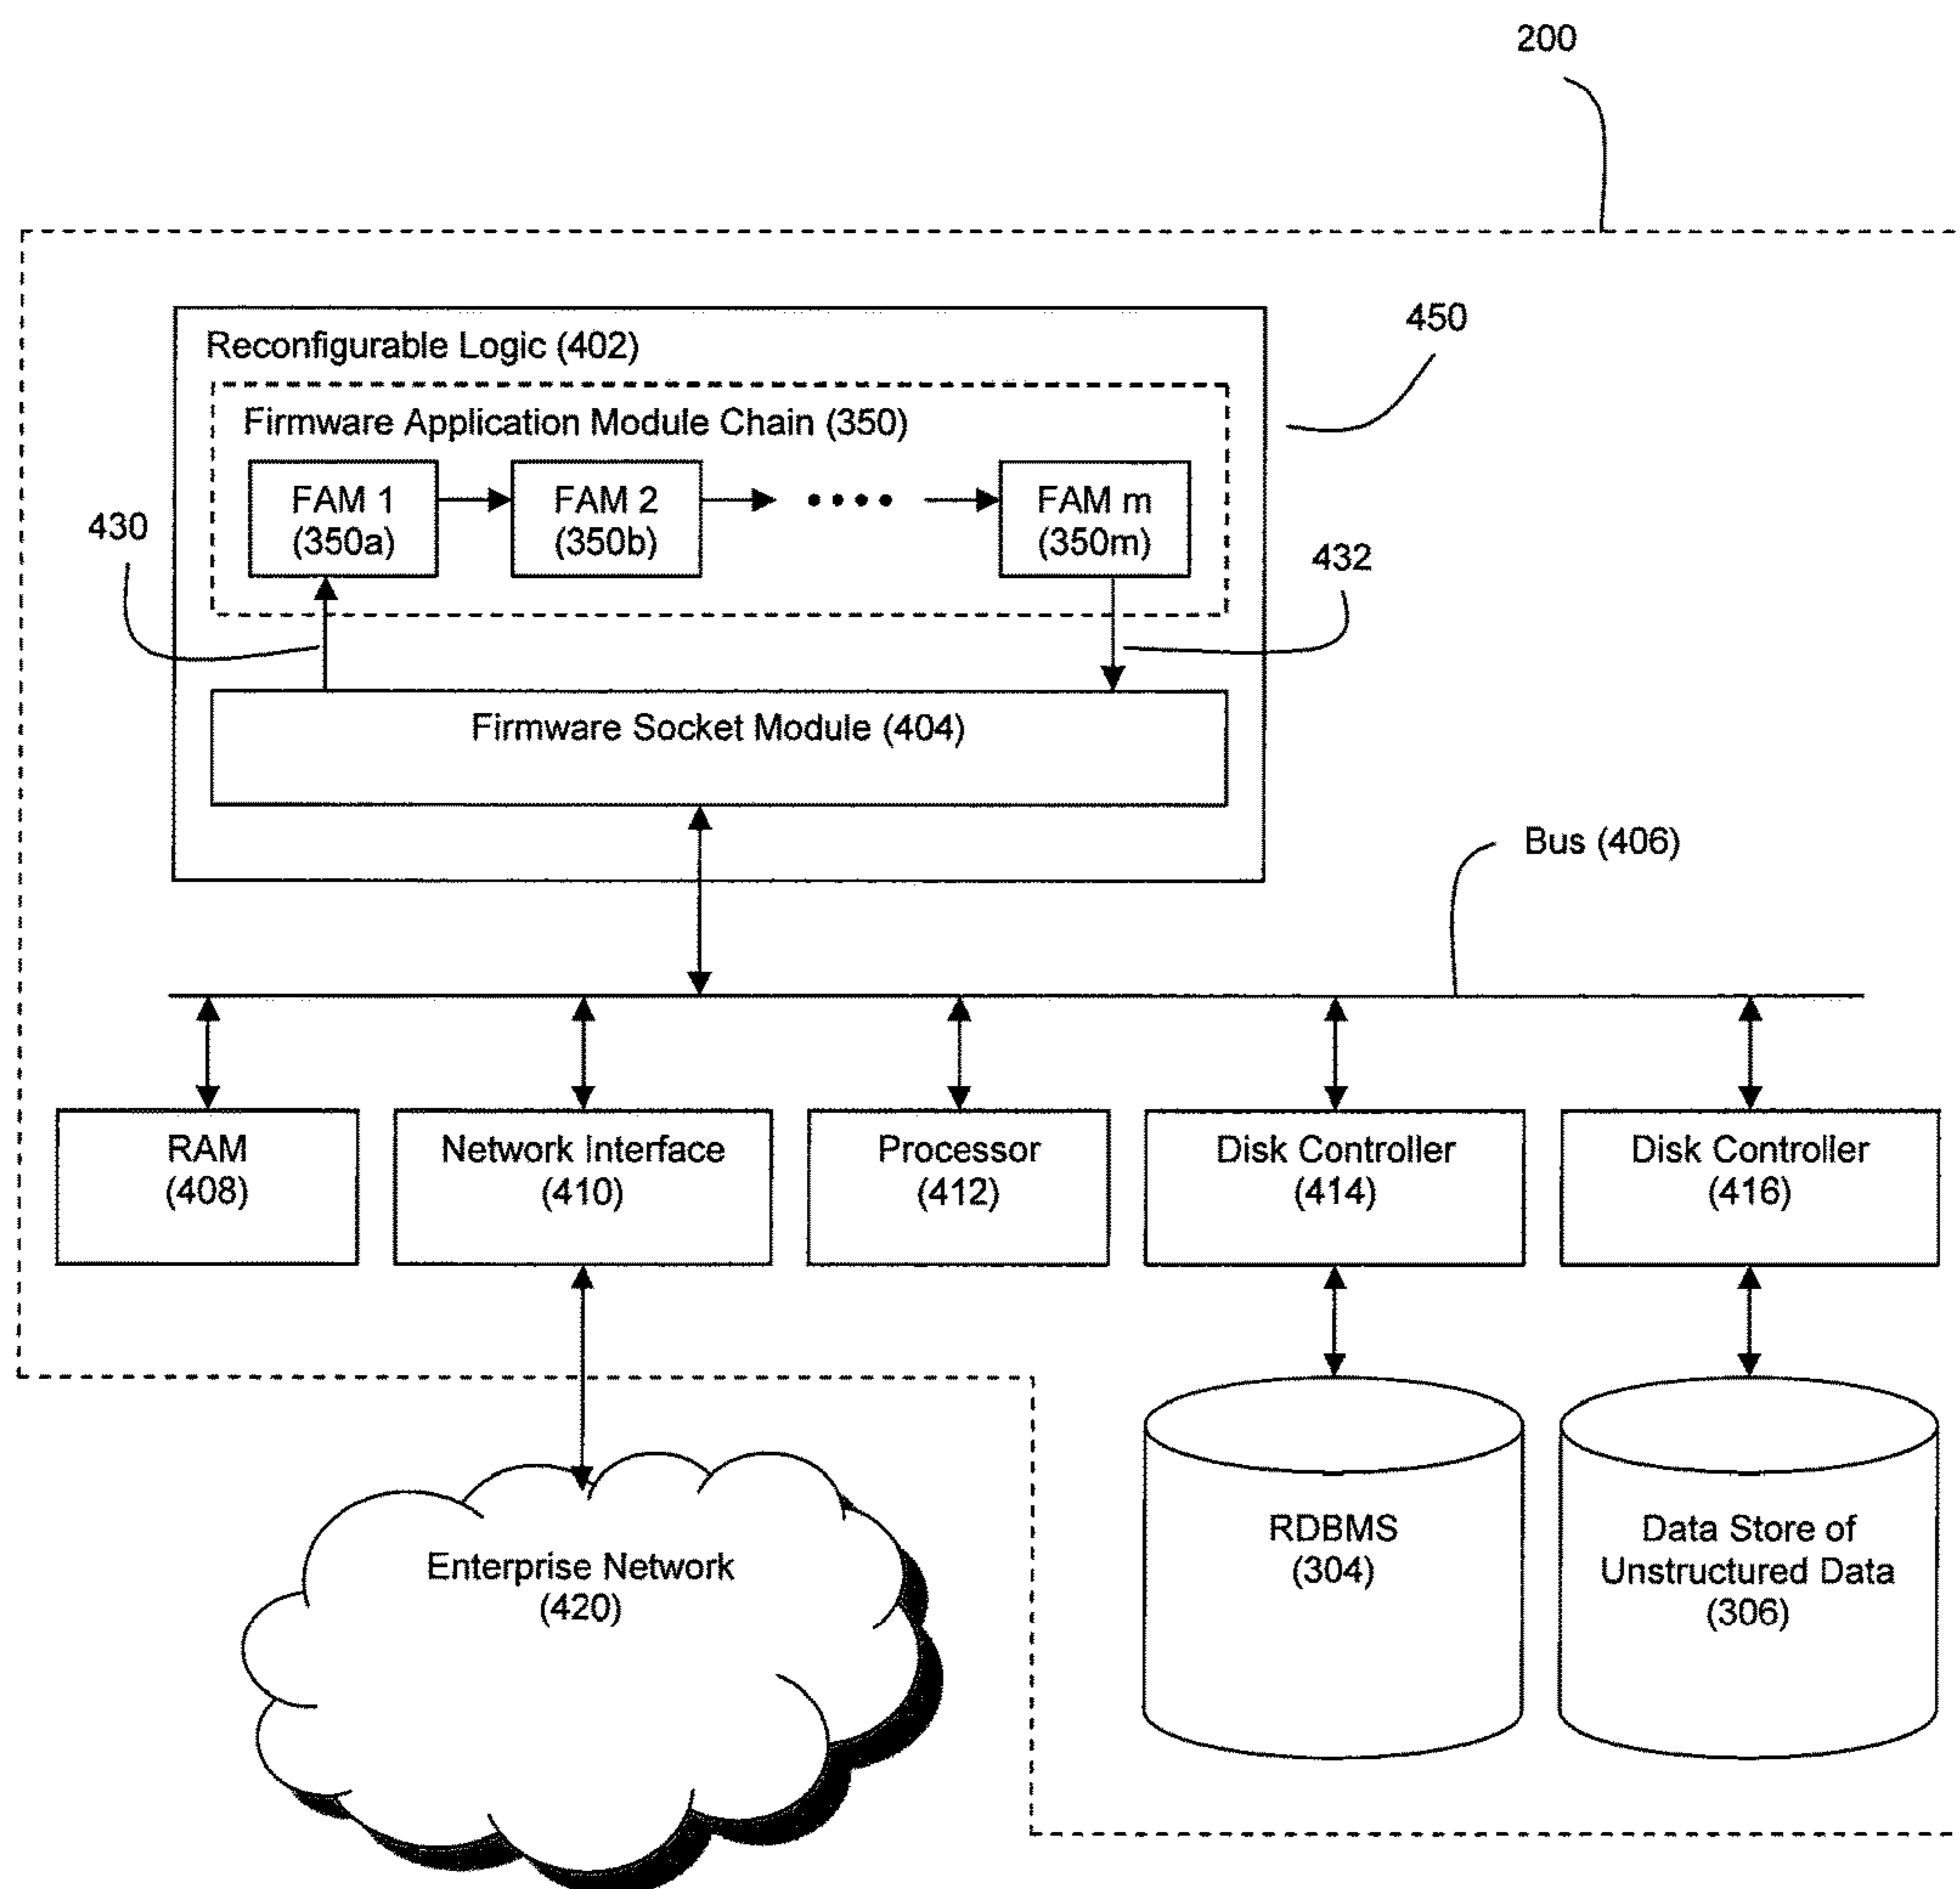 200
450
Reconfigurable Logic (402)
Firmware Application Module Chain (350)
FAM 1
(350a)
FAM 2
(350b)
FAM m
(350m)
430
432
Firmware Socket Module (404)
Bus (406)
RAM
(408)
Network Interface
(410)
Processor
(412)
Disk Controller
(414)
Disk Controller
(416)
Enterprise Network
(420)
RDBMS
(304)
Data Store of
Unstructured Data
(306)